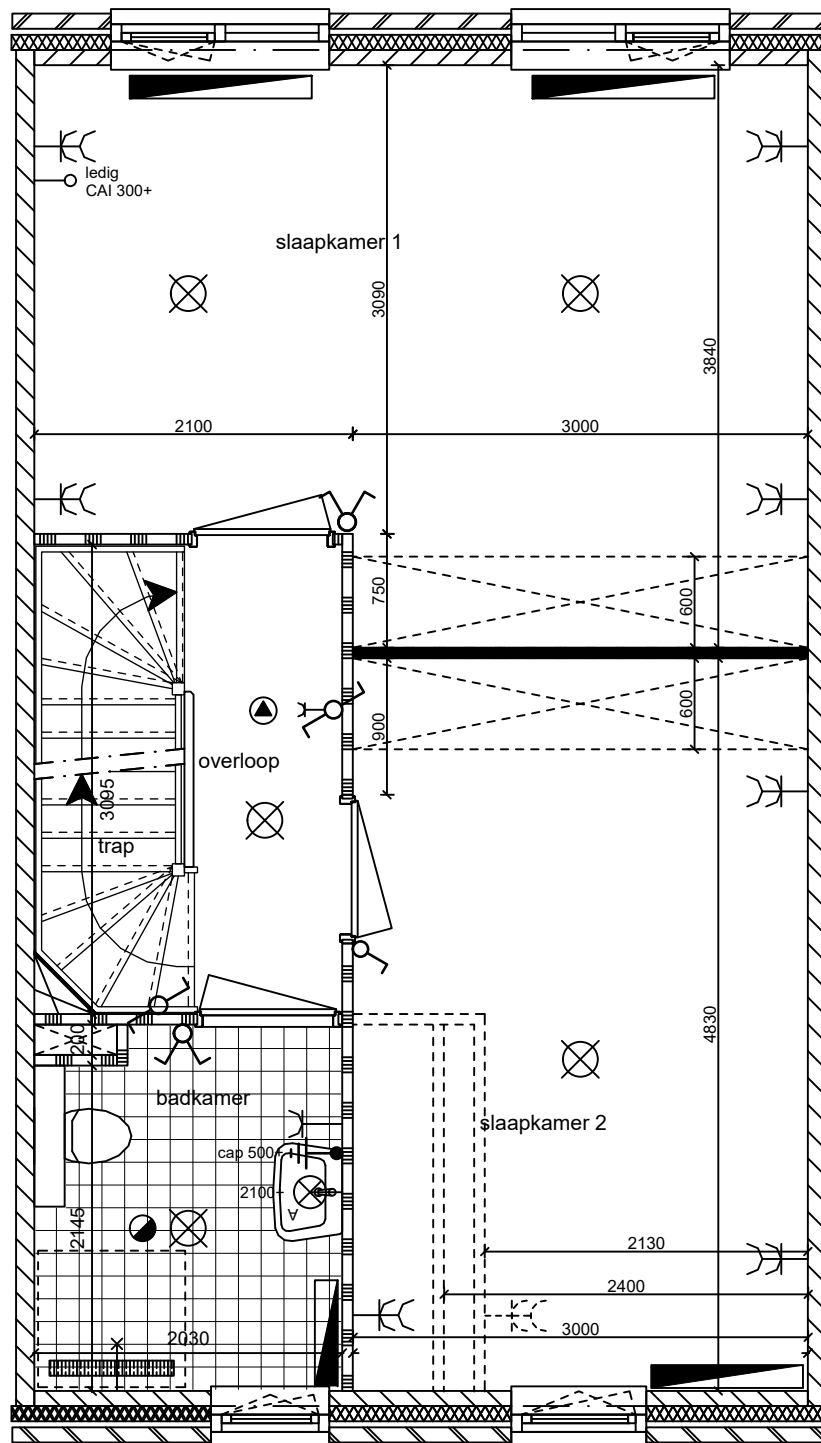 ledig
CAI 300+
slaapkamer 1
3090
3840
2100
3000
750
600
900
600
overloop
3095
trap
200
badkamer
4830
slaapkamer 2
cap 500+
2100+
A
2145
2130
2400
2030
3000